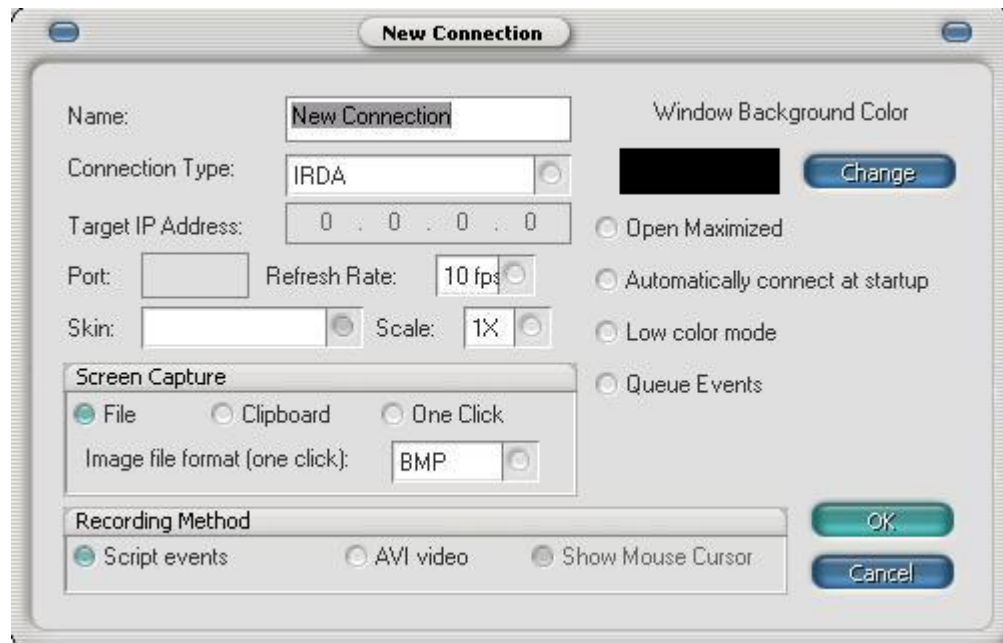 New Connection
Name: New Connection
Window Background Color
Connection Type: IRDA
Change
Target IP Address: 0 . 0 . 0 . 0
Open Maximized
Port:
Refresh Rate: 10 fps
Automatically connect at startup
Skin:
Scale: 1X
Low color mode
Screen Capture
Queue Events
File Clipboard One Click
Image file format (one click): BMP
Recording Method
OK
Script events AVI video Show Mouse Cursor
Cancel